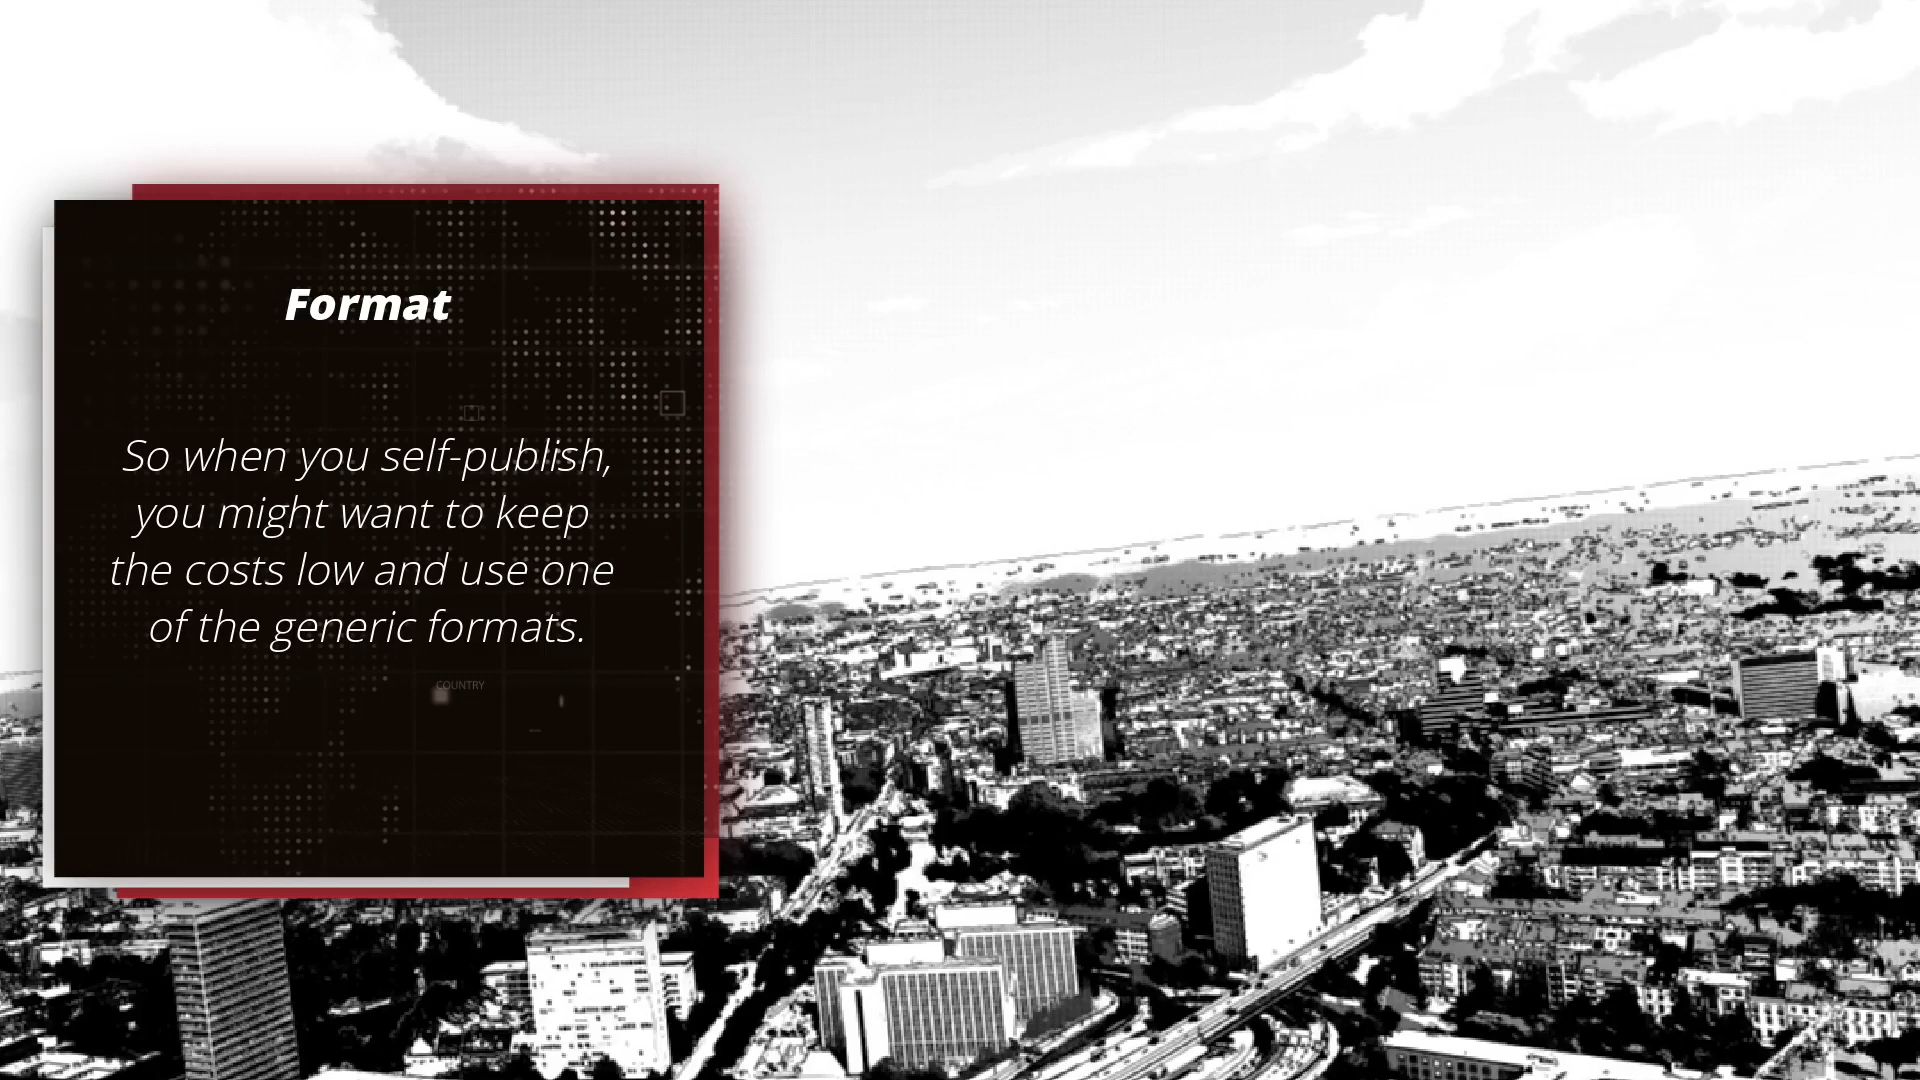 Format
So when you self-publish,
you might want to keep
the costs low and use one
of the generic formats.
COUNTRY